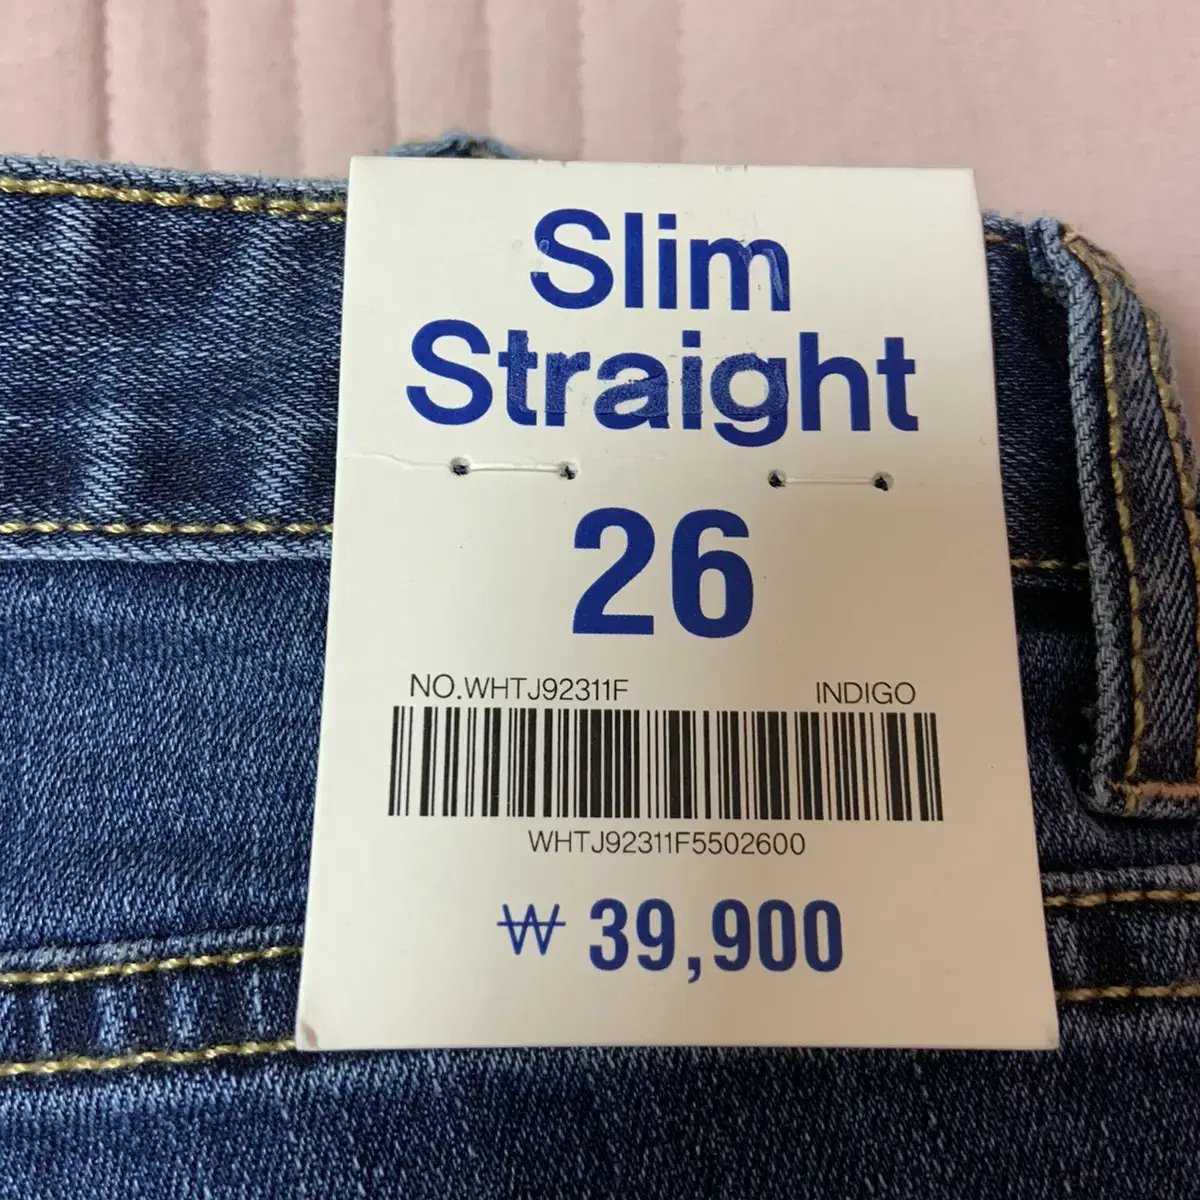 Slim
Straight
26
NO.WHTJ92311F INDIGO
WHTJ92311F5502600
₩ 39,900